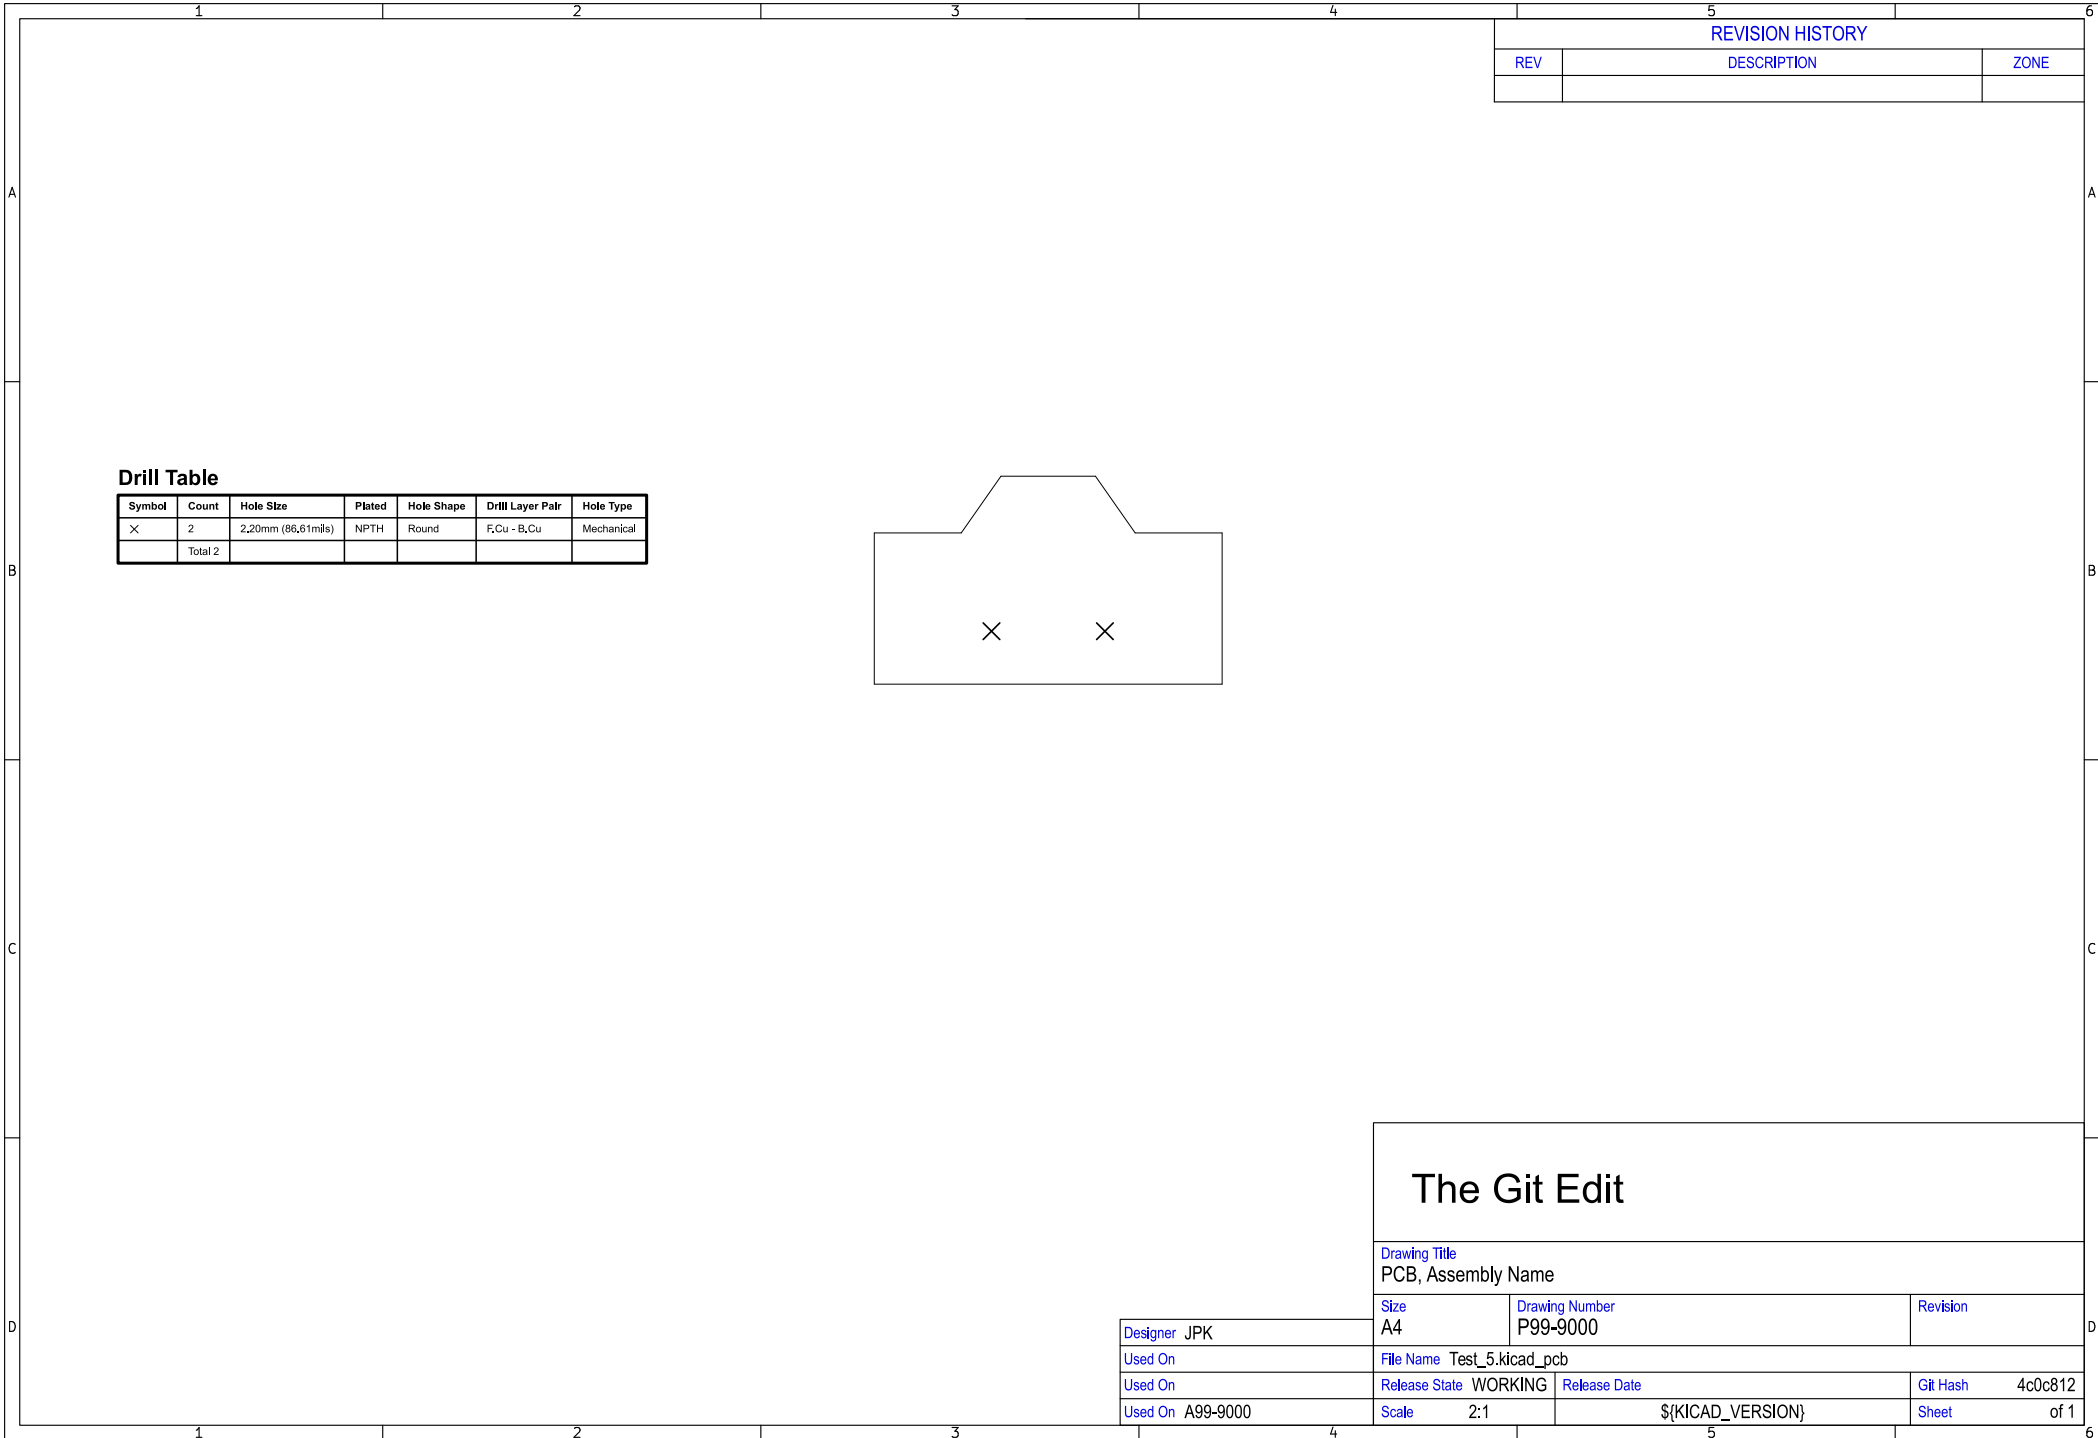 1 2 3 4 5 6
REVISION HISTORY
REV DESCRIPTION ZONE
A A
Drill Table
Symbol Count Hole Size Plated Hole Shape Drill Layer Pair Hole Type
× 2 2.20mm (86.61mils) NPTH Round F.Cu - B.Cu Mechanical
Total 2
B B
C C
The Git Edit
Drawing Title
PCB, Assembly Name
Size Drawing Number Revision
A4 P99-9000
D D
Designer JPK
Used On File Name Test_5.kicad_pcb
Used On Release State WORKING Release Date Git Hash 4c0c812
Used On A99-9000 Scale 2:1 ${KICAD_VERSION} Sheet of 1
1 2 3 4 5 6